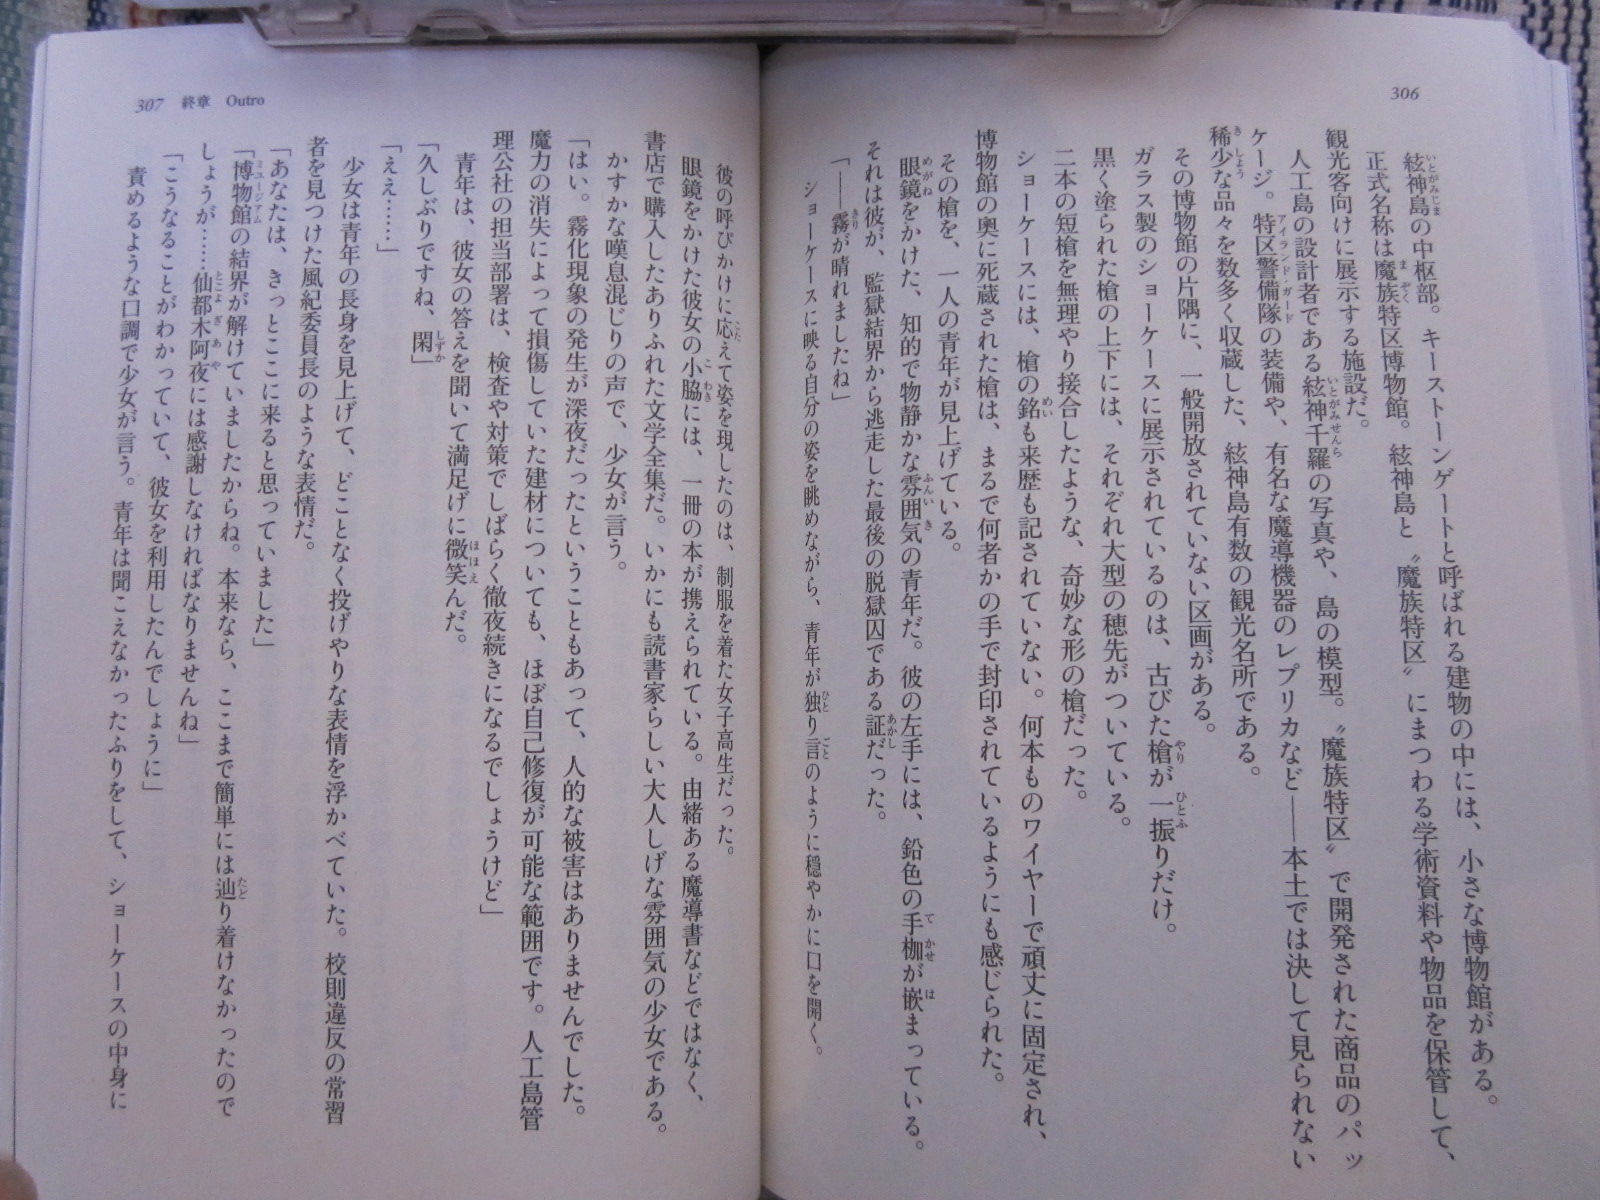 306
絃神島の中枢部。キーストーンゲートと呼ばれる建物の中には、小さな博物館がある。
正式名称は魔族特区博物館。絃神島と〝魔族特区〟にまつわる学術資料や物品を保管して、
観光客向けに展示する施設だ。
人工島の設計者である絃神千羅の写真や、島の模型。〝魔族特区〟で開発された商品のパッ
ケージ。特区警備隊の装備や、有名な魔導機器のレプリカなど――本土では決して見られない
稀少な品々を数多く収蔵した、絃神島有数の観光名所である。
その博物館の片隅に、一般開放されていない区画がある。
ガラス製のショーケースに展示されているのは、古びた槍が一振りだけ。
黒く塗られた槍の上下には、それぞれ大型の穂先がついている。
二本の短槍を無理やり接合したような、奇妙な形の槍だった。
ショーケースには、槍の銘も来歴も記されていない。何本ものワイヤーで頑丈に固定され、
博物館の奥に死蔵された槍は、まるで何者かの手で封印されているようにも感じられた。
その槍を、一人の青年が見上げている。
眼鏡をかけた、知的で物静かな雰囲気の青年だ。彼の左手には、鉛色の手枷が嵌まっている。
それは彼が、監獄結界から逃走した最後の脱獄囚である証だった。
「――霧が晴れましたね」
ショーケースに映る自分の姿を眺めながら、青年が独り言のように穏やかに口を開く。
307 終章 Outro
彼の呼びかけに応えて姿を現したのは、制服を着た女子高生だった。
眼鏡をかけた彼女の小脇には、一冊の本が携えられている。由緒ある魔導書などではなく、
書店で購入したありふれた文学全集だ。いかにも読書家らしい大人しげな雰囲気の少女である。
かすかな嘆息混じりの声で、少女が言う。
「はい。霧化現象の発生が深夜だったということもあって、人的な被害はありませんでした。
魔力の消失によって損傷していた建材についても、ほぼ自己修復が可能な範囲です。人工島管
理公社の担当部署は、検査や対策でしばらく徹夜続きになるでしょうけど」
青年は、彼女の答えを聞いて満足げに微笑んだ。
「久しぶりですね、閑」
「ええ……」
少女は青年の長身を見上げて、どことなく投げやりな表情を浮かべていた。校則違反の常習
者を見つけた風紀委員長のような表情だ。
「あなたは、きっとここに来ると思っていました」
「博物館の結界が解けていましたからね。本来なら、ここまで簡単には辿り着けなかったので
しょうが……仙都木阿夜には感謝しなければなりませんね」
「こうなることがわかっていて、彼女を利用したんでしょうに」
責めるような口調で少女が言う。青年は聞こえなかったふりをして、ショーケースの中身に